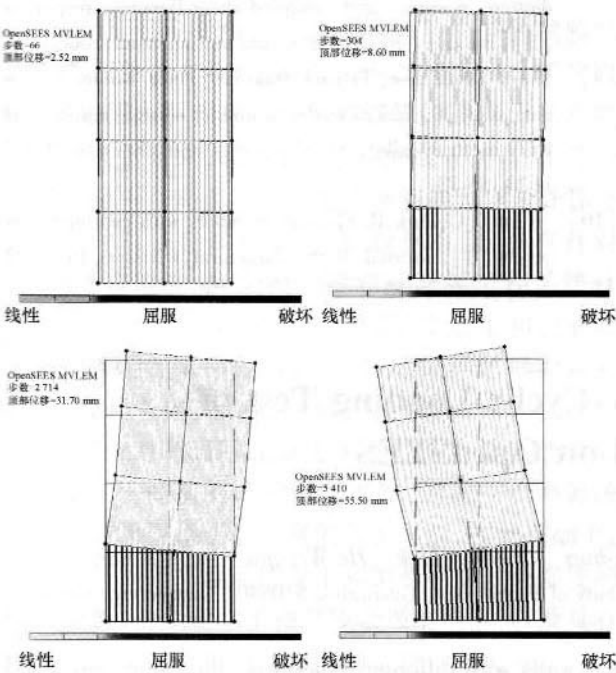 OpenSEES MVLEM
步数=66
顶部位移=2.52 mm
线性 屈服 破坏
OpenSEES MVLEM
步数=304
顶部位移=8.60 mm
线性 屈服 破坏
OpenSEES MVLEM
步数=2 714
顶部位移=31.70 mm
线性 屈服 破坏
OpenSEES MVLEM
步数=5 410
顶部位移=55.50 mm
线性 屈服 破坏